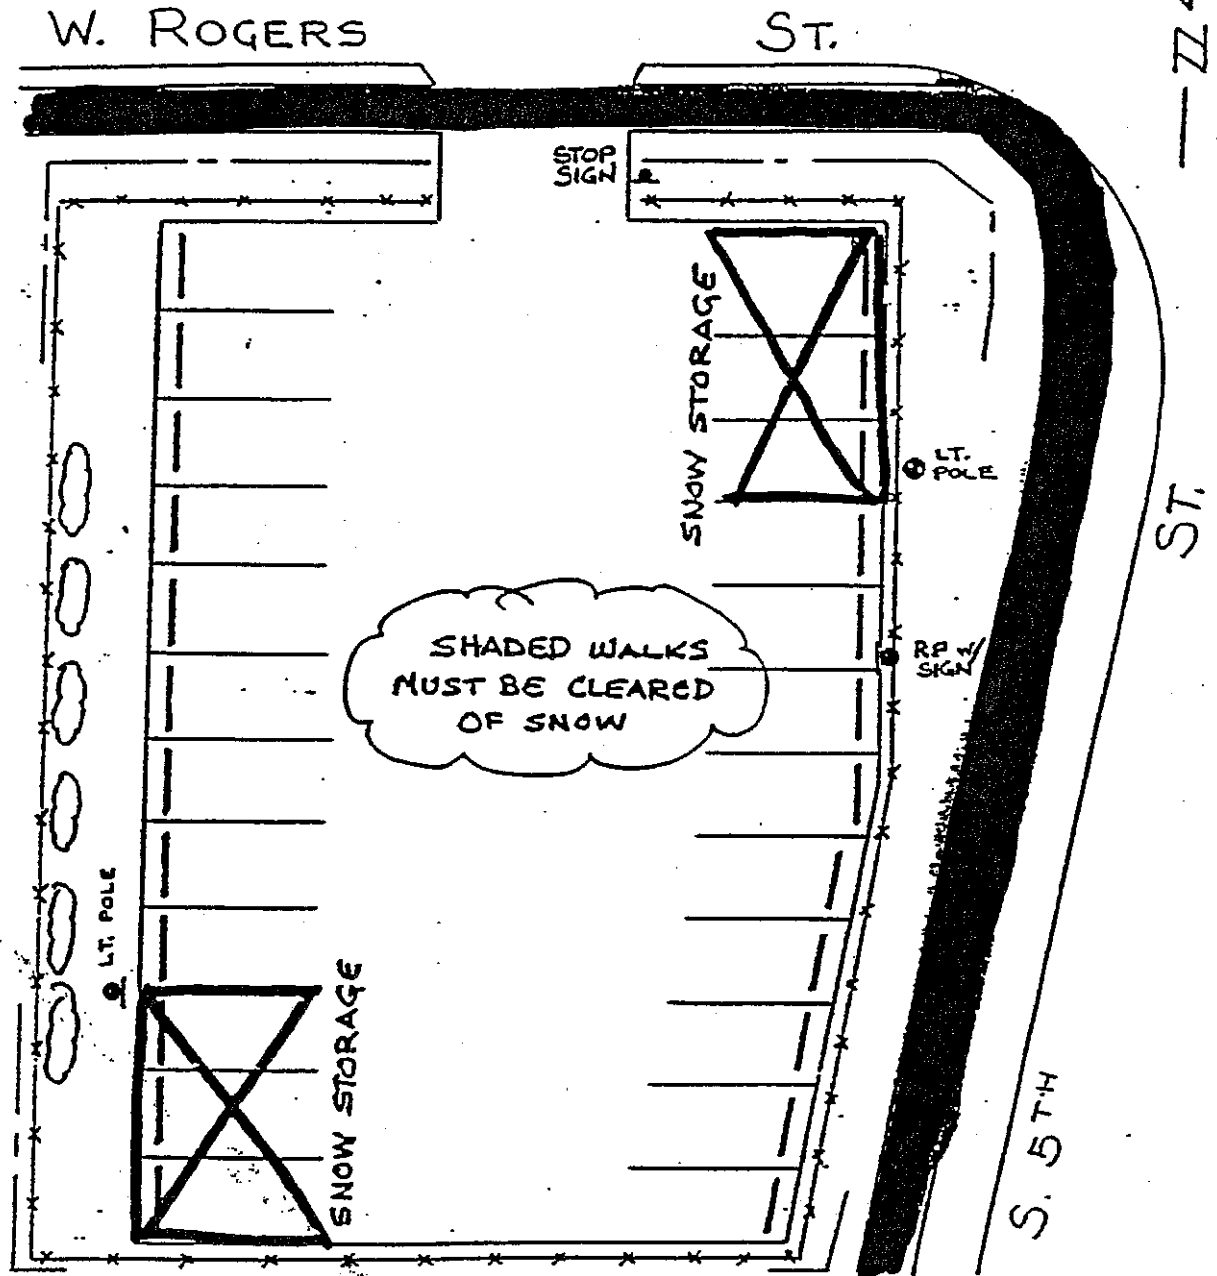 W. ROGERS ST.
STOP
SIGN
SNOW STORAGE
LT.
POLE
ST.
SHADED WALKS
MUST BE CLEARED
OF SNOW
RP w/
SIGN
LT. POLE
SNOW STORAGE
S. 5TH